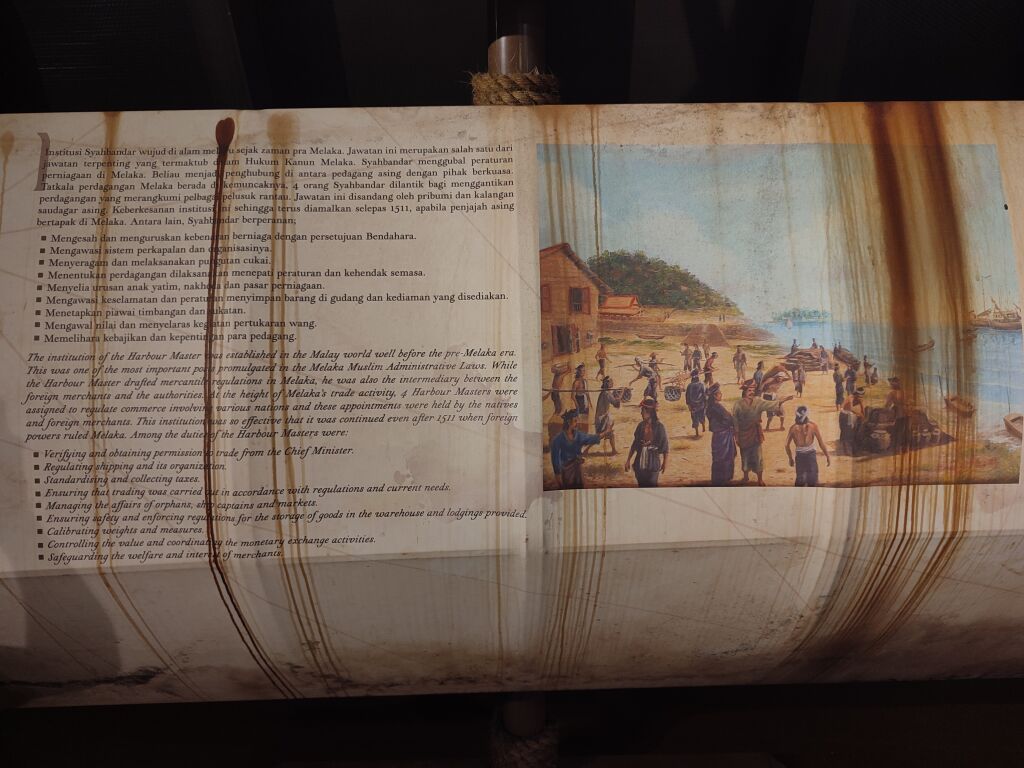 Institusi Syahbandar wujud di alam sejak zaman pra Melaka. Jawatan ini merupakan salah satu dari
jawatan terpenting yang termaktub dalam Hukum Kanun Melaka. Syahbandar menggubal peraturan
perniagaan di Melaka. Beliau menjadi penghubung di antara pedagang asing dengan pihak berkuasa.
Tatkala perdagangan Melaka berada di kemuncaknya, 4 orang Syahbandar dilantik bagi menggantikan
perdagangan yang merangkumi pelbagai pelusuk rantau. Jawatan ini disandang oleh pribumi dan kalangan
saudagar asing. Keberkesanan institusi ini sehingga terus diamalkan selepas 1511, apabila penjajah asing
bertapak di Melaka. Antara lain, Syahbandar berperanan;
■ Mengesah dan menguruskan kebenaran berniaga dengan persetujuan Bendahara.
■ Mengawasi sistem perkapalan dan organisasinya.
■ Menyeragam dan melaksanakan pungutan cukai.
■ Menentukan perdagangan dilaksanakan menepati peraturan dan kehendak semasa.
■ Menyelia urusan anak yatim, nakhoda dan pasar perniagaan.
■ Mengawasi keselamatan dan peraturan menyimpan barang di gudang dan kediaman yang disediakan.
■ Menetapkan piawai timbangan dan sukatan.
■ Mengawal nilai dan menyelaras kegiatan pertukaran wang.
■ Memelihara kebajikan dan kepentingan para pedagang.
The institution of the Harbour Master was established in the Malay world well before the pre-Melaka era.
This was one of the most important posts promulgated in the Melaka Muslim Administrative Laws. While
the Harbour Master drafted mercantile regulations in Melaka, he was also the intermediary between the
foreign merchants and the authorities. At the height of Melaka's trade activity, 4 Harbour Masters were
assigned to regulate commerce involving various nations and these appointments were held by the natives
and foreign merchants. This institution was so effective that it was continued even after 1511 when foreign
powers ruled Melaka. Among the duties of the Harbour Masters were:
■ Verifying and obtaining permission to trade from the Chief Minister.
■ Regulating shipping and its organization.
■ Standardising and collecting taxes.
■ Ensuring that trading was carried out in accordance with regulations and current needs.
■ Managing the affairs of orphans, ship captains and markets.
■ Ensuring safety and enforcing regulations for the storage of goods in the warehouse and lodgings provided.
■ Calibrating weights and measures.
■ Controlling the value and coordinating the monetary exchange activities.
■ Safeguarding the welfare and interest of merchants.